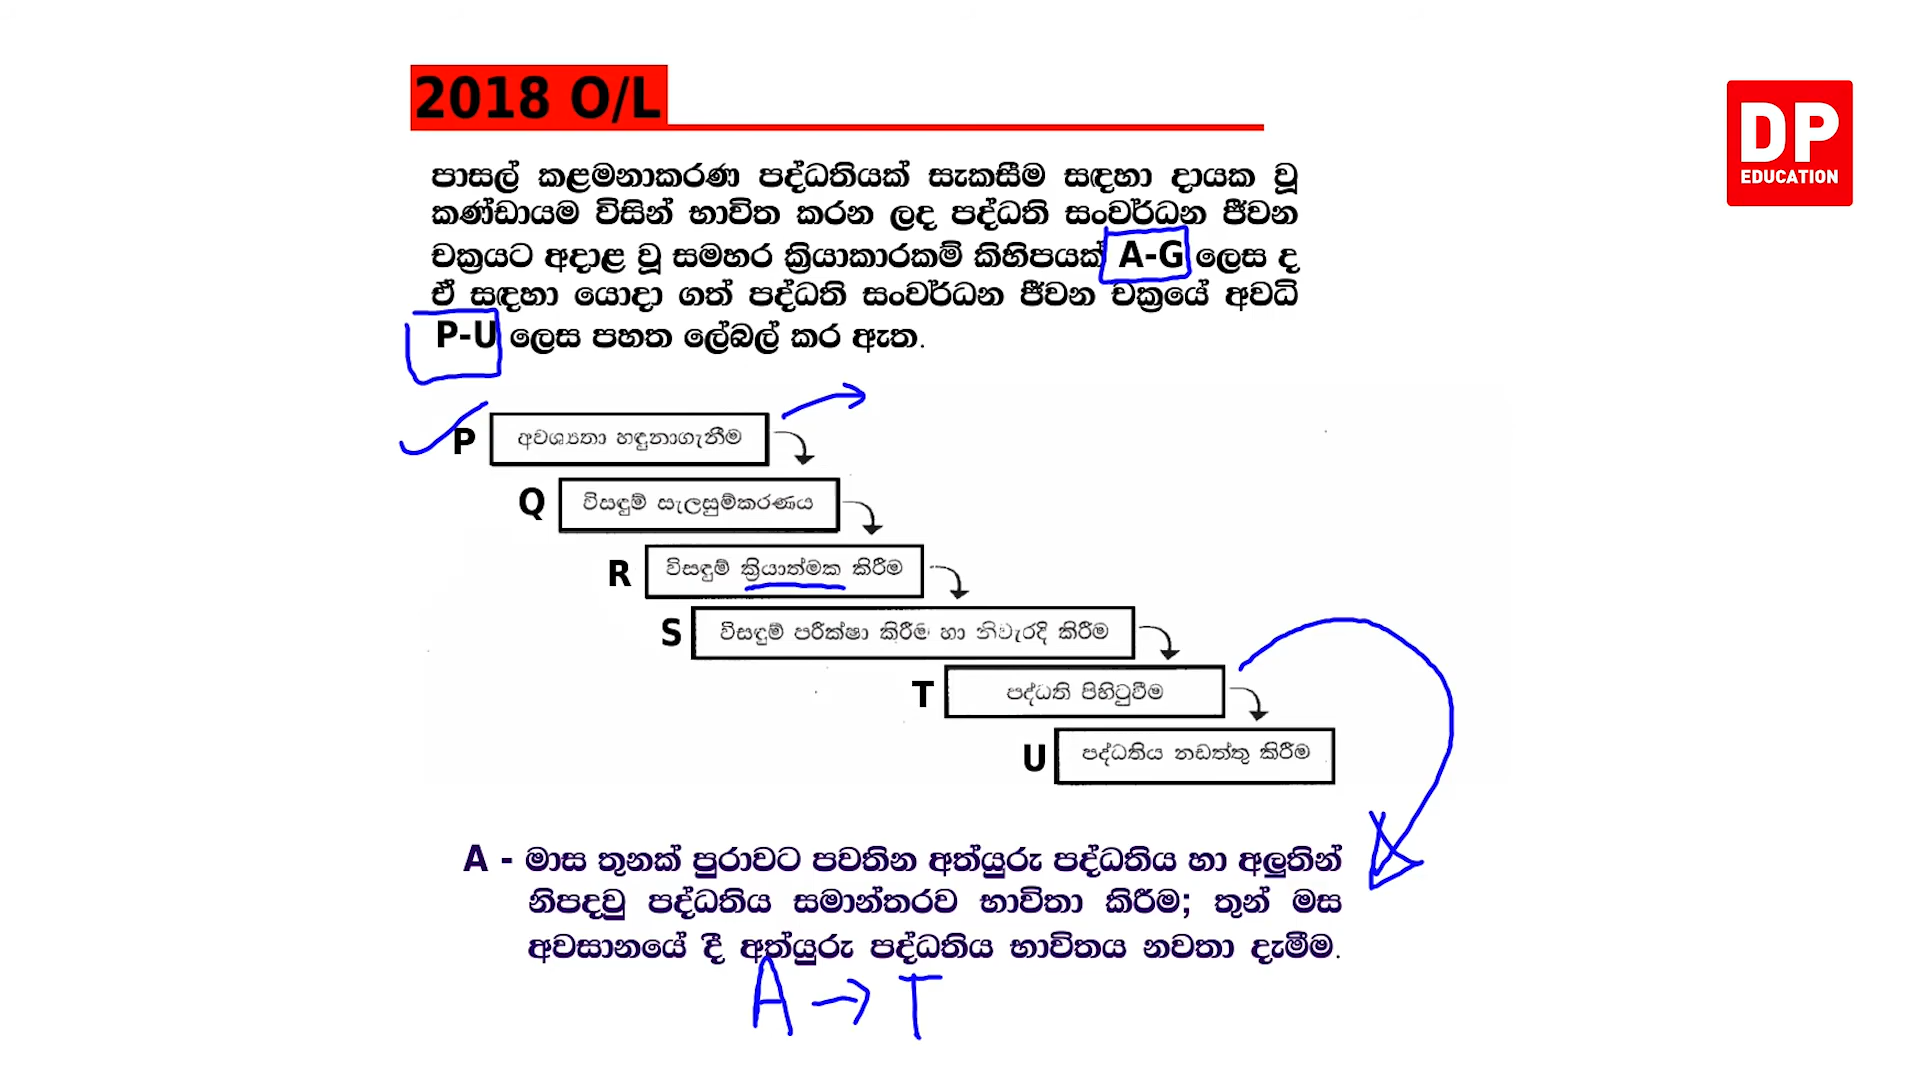 2018 O/L
DP
EDUCATION
පාසල් කළමනාකරණ පද්ධතියක් සැකසීම සඳහා දායක වූ
කණ්ඩායම විසින් භාවිත කරන ලද පද්ධති සංවර්ධන ජීවන
චක්‍රයට අදාළ වූ සමහර ක්‍රියාකාරකම් කිහිපයක් A-G ලෙස ද
ඒ සඳහා යොදා ගත් පද්ධති සංවර්ධන ජීවන චක්‍රයේ අවධි
P-U ලෙස පහත ලේබල් කර ඇත.
P අවශ්‍යතා හඳුනාගැනීම
Q විසඳුම් සැලසුම්කරණය
R විසඳුම් ක්‍රියාත්මක කිරීම
S විසඳුම් පරීක්ෂා කිරීම හා නිවැරදි කිරීම
T පද්ධති පිහිටුවීම
U පද්ධතිය නඩත්තු කිරීම
A - මාස තුනක් පුරාවට පවතින අත්යුරු පද්ධතිය හා අලුතින්
නිපදවු පද්ධතිය සමාන්තරව භාවිතා කිරීම; තුන් මස
අවසානයේ දී අත්යුරු පද්ධතිය භාවිතය නවතා දැමීම.
A → T